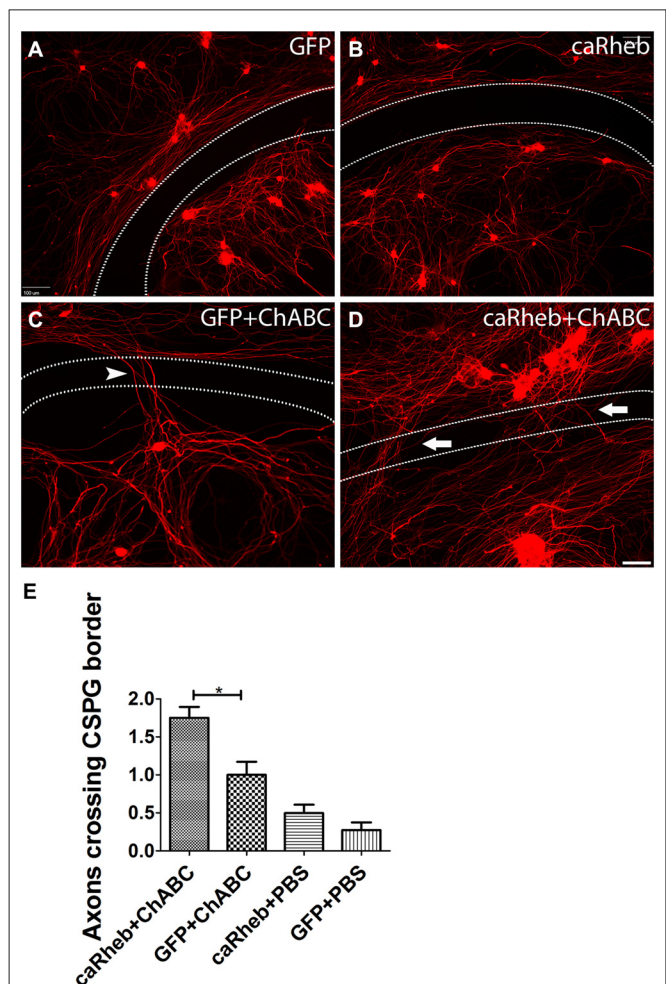 A
GFP
B
caRheb
100 um
C
GFP+ChABC
D
caRheb+ChABC
E
Axons crossing CSPG border
*
2.0
1.5
1.0
0.5
0.0
caRheb+ChABC
GFP+ChABC
caRheb+PBS
GFP+PBS